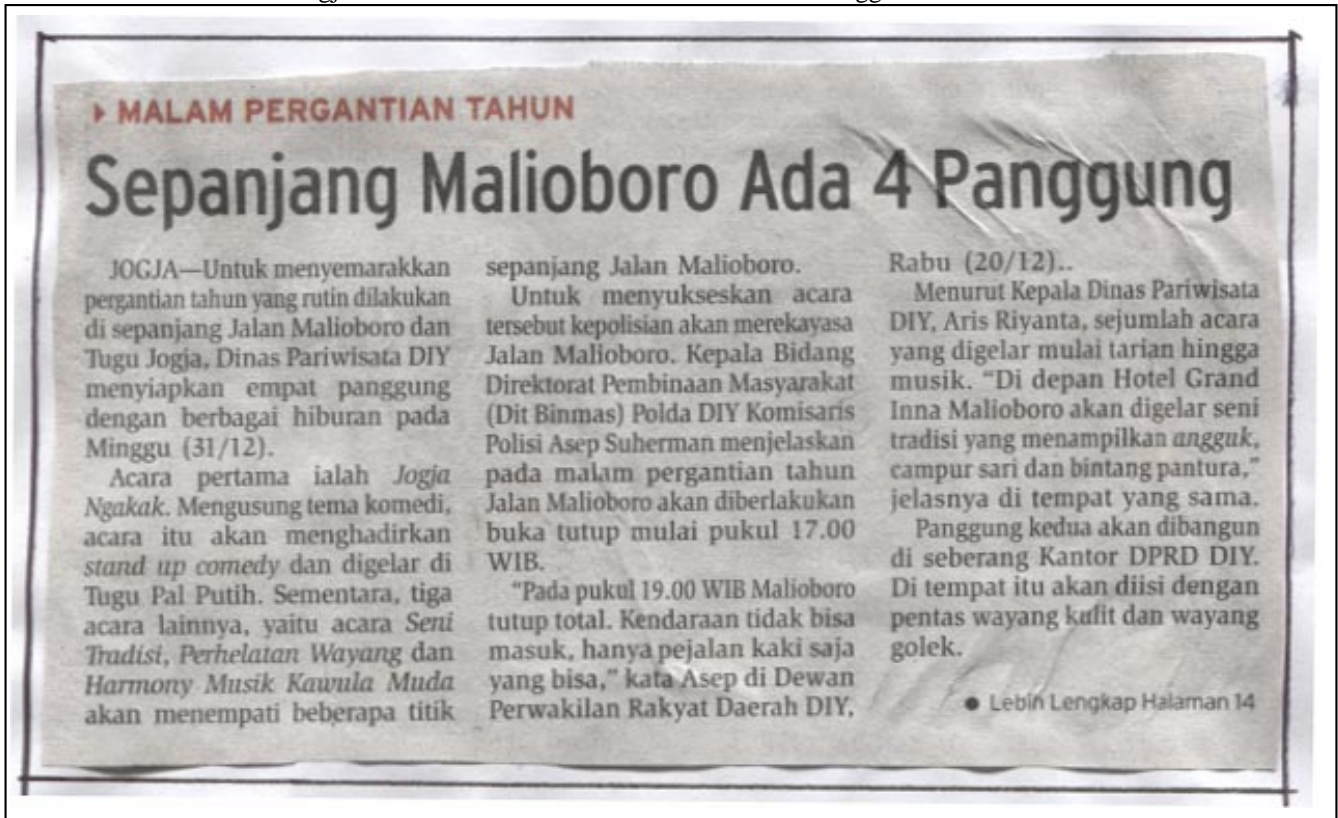 MALAM PERGANTIAN TAHUN
Sepanjang Malioboro Ada 4 Panggung
JOGJA—Untuk menyemarakkan
pergantian tahun yang rutin dilakukan
di sepanjang Jalan Malioboro dan
Tugu Jogja, Dinas Pariwisata DIY
menyiapkan empat panggung
dengan berbagai hiburan pada
Minggu (31/12).
Acara pertama ialah Jogja
Ngakak. Mengusung tema komedi,
acara itu akan menghadirkan
stand up comedy dan digelar di
Tugu Pal Putih. Sementara, tiga
acara lainnya, yaitu acara Seni
Tradisi, Perhelatan Wayang dan
Harmony Musik Kawula Muda
akan menempati beberapa titik
sepanjang Jalan Malioboro.
Untuk menyukseskan acara
tersebut kepolisian akan merekayasa
Jalan Malioboro. Kepala Bidang
Direktorat Pembinaan Masyarakat
(Dit Binmas) Polda DIY Komisaris
Polisi Asep Suherman menjelaskan
pada malam pergantian tahun
Jalan Malioboro akan diberlakukan
buka tutup mulai pukul 17.00
WIB.
"Pada pukul 19.00 WIB Malioboro
tutup total. Kendaraan tidak bisa
masuk, hanya pejalan kaki saja
yang bisa," kata Asep di Dewan
Perwakilan Rakyat Daerah DIY,
Rabu (20/12)..
Menurut Kepala Dinas Pariwisata
DIY, Aris Riyanta, sejumlah acara
yang digelar mulai tarian hingga
musik. "Di depan Hotel Grand
Inna Malioboro akan digelar seni
tradisi yang menampilkan angguk,
campur sari dan bintang pantura,"
jelasnya di tempat yang sama.
Panggung kedua akan dibangun
di seberang Kantor DPRD DIY.
Di tempat itu akan diisi dengan
pentas wayang kulit dan wayang
golek.
● Lebih Lengkap Halaman 14